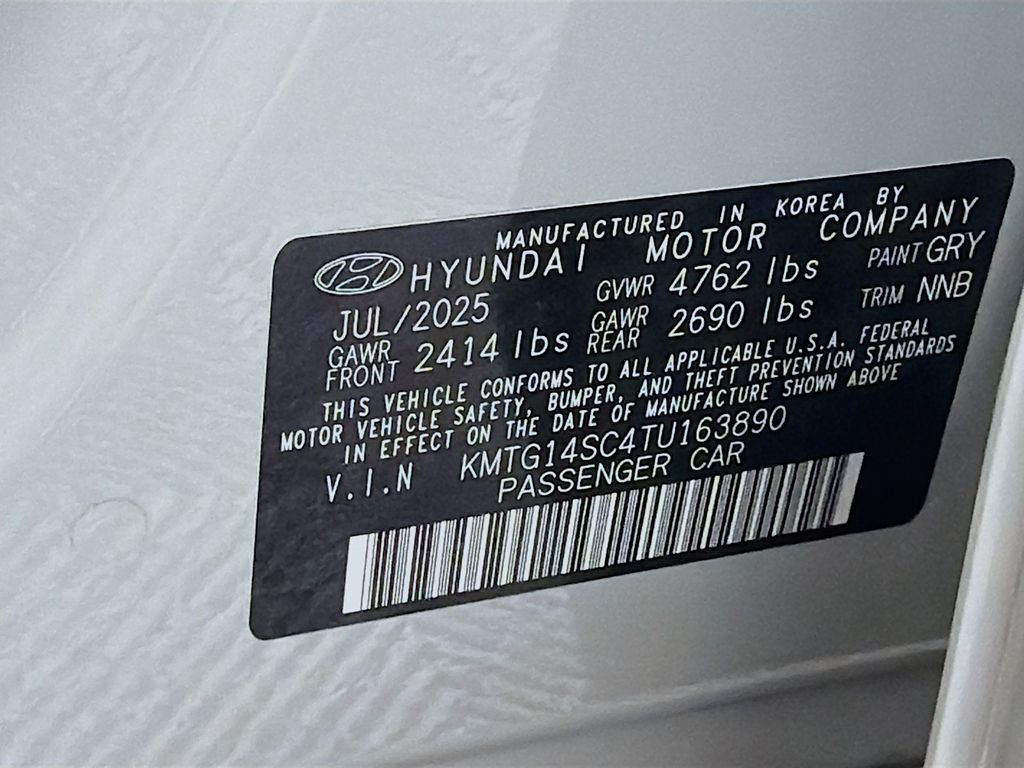 MANUFACTURED IN KOREA BY
HYUNDAI MOTOR COMPANY
JUL/2025 GVWR 4762 lbs PAINT GRY
GAWR FRONT 2414 lbs GAWR REAR 2690 lbs TRIM NNB
THIS VEHICLE CONFORMS TO ALL APPLICABLE U.S.A. FEDERAL
MOTOR VEHICLE SAFETY, BUMPER, AND THEFT PREVENTION STANDARDS
IN EFFECT ON THE DATE OF MANUFACTURE SHOWN ABOVE
V.I.N KMTG14SC4TU163890
PASSENGER CAR